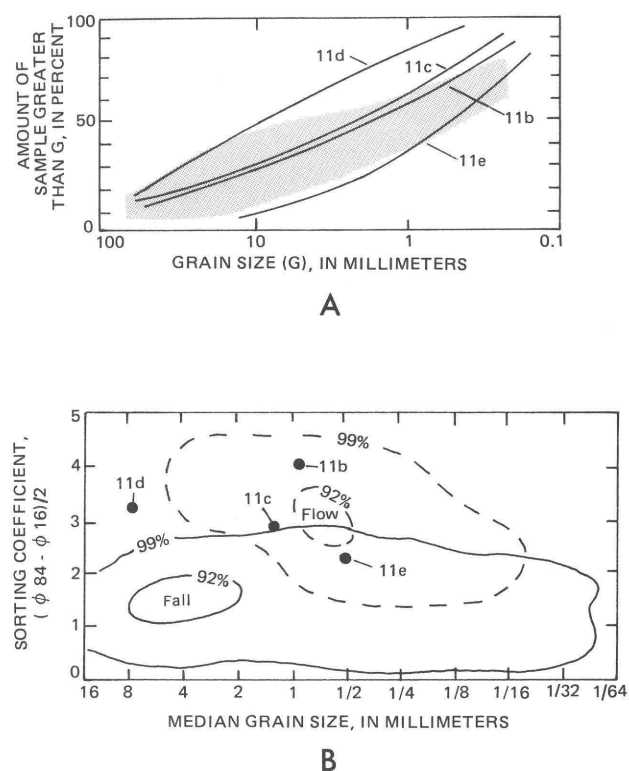 AMOUNT OF
SAMPLE GREATER
THAN G, IN PERCENT
100
50
0
11d
11c
11b
11e
100 10 1 0.1
GRAIN SIZE (G), IN MILLIMETERS
A
SORTING COEFFICIENT,
(ϕ 84 - ϕ 16)/2
5
4
3
2
1
0
99%
11b
11d
92%
11c
Flow
99%
11e
92%
Fall
16 8 4 2 1 1/2 1/4 1/8 1/16 1/32 1/64
MEDIAN GRAIN SIZE, IN MILLIMETERS
B